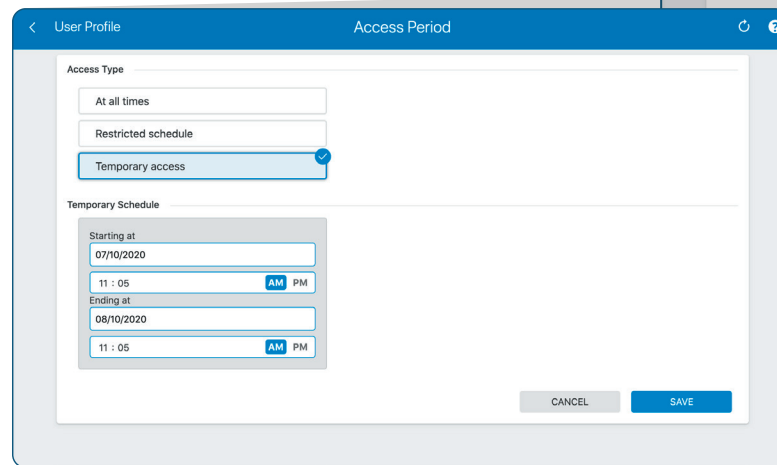 User Profile Access Period ?
Access Type
At all times
Restricted schedule
Temporary access
Temporary Schedule
Starting at
07/10/2020
11 : 05 AM PM
Ending at
08/10/2020
11 : 05 AM PM
CANCEL SAVE